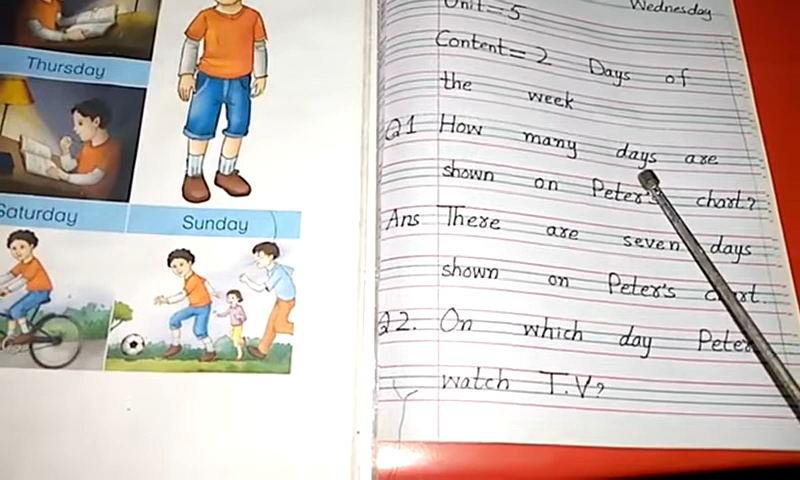 Thursday
Saturday
Sunday
Unit = 5
Wednesday
Content = 2 Days of
the week
Q1 How many days are
shown on Peter's chart?
Ans There are seven days
shown on Peter's chart.
Q2. On which day Peter
watch T.V?